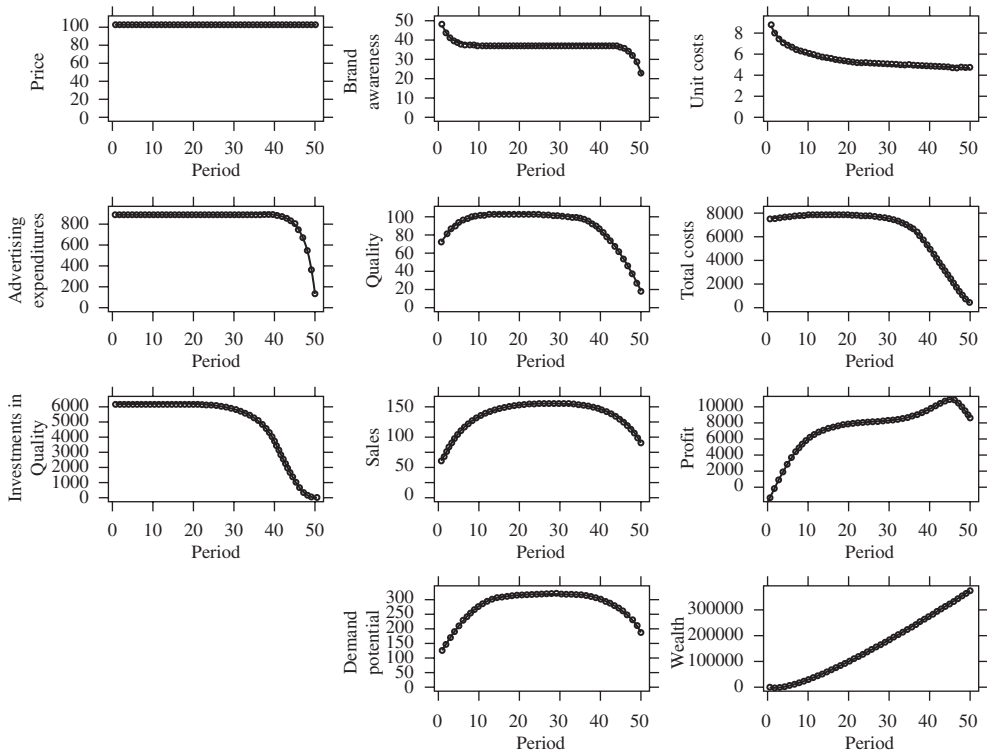 Price
100
80
60
40
20
0
0 10 20 30 40 50
Period
Brand
awareness
50
40
30
20
10
0
0 10 20 30 40 50
Period
Unit costs
8
6
4
2
0
0 10 20 30 40 50
Period
Advertising
expenditures
800
600
400
200
0
0 10 20 30 40 50
Period
Quality
100
80
60
40
20
0
0 10 20 30 40 50
Period
Total costs
8000
6000
4000
2000
0
0 10 20 30 40 50
Period
Investments in
Quality
6000
5000
4000
3000
2000
1000
0
0 10 20 30 40 50
Period
Sales
150
100
50
0
0 10 20 30 40 50
Period
Profit
10000
8000
6000
4000
2000
0
0 10 20 30 40 50
Period
Demand
potential
300
250
200
150
100
50
0
0 10 20 30 40 50
Period
Wealth
300000
200000
100000
0
0 10 20 30 40 50
Period